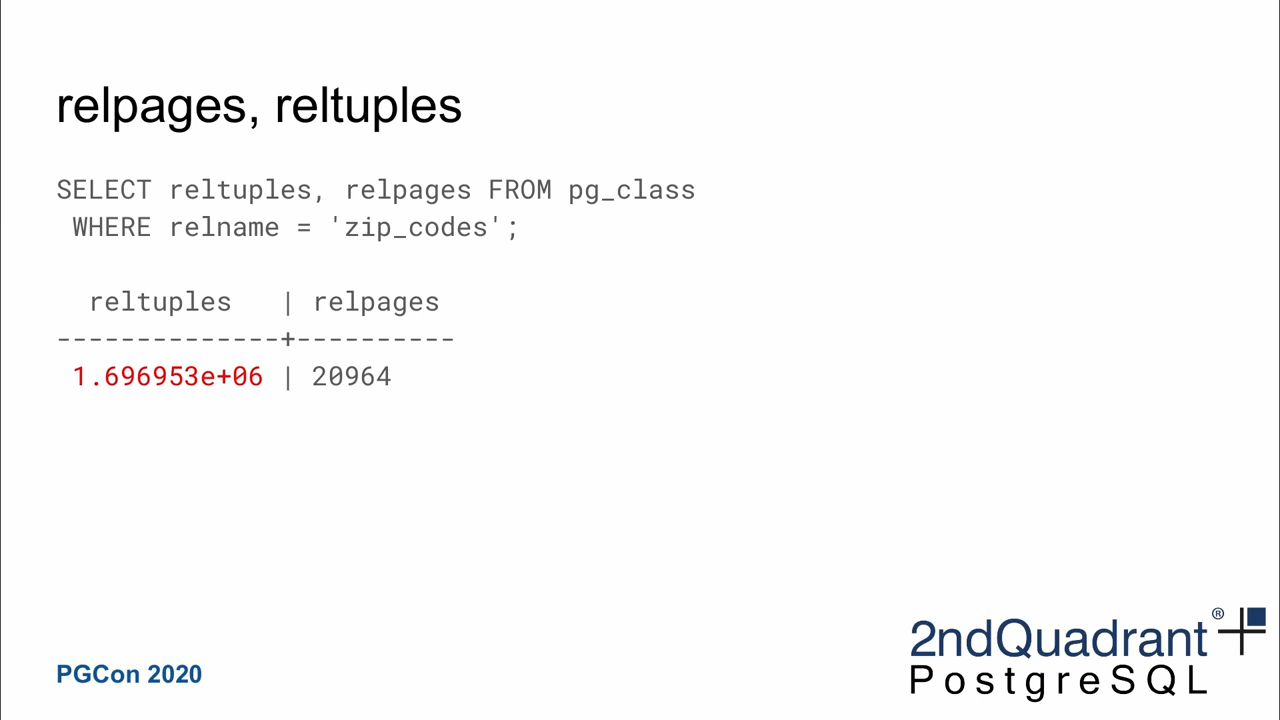 relpages, reltuples
SELECT reltuples, relpages FROM pg_class
 WHERE relname = 'zip_codes';
  reltuples   | relpages
--------------+----------
 1.696953e+06 | 20964
PGCon 2020
2ndQuadrant®
PostgreSQL